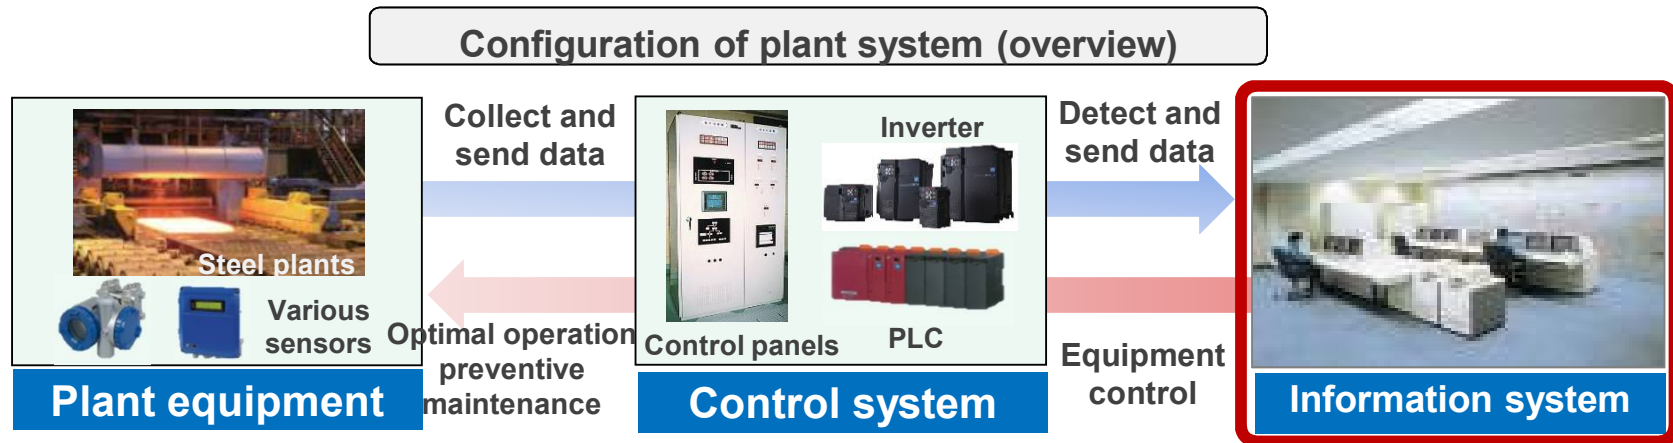 Configuration of plant system (overview)
Steel plants
Various
sensors
Plant equipment
Collect and
send data
Optimal operation
preventive
maintenance
Inverter
Control panels
PLC
Control system
Detect and
send data
Equipment
control
Information system